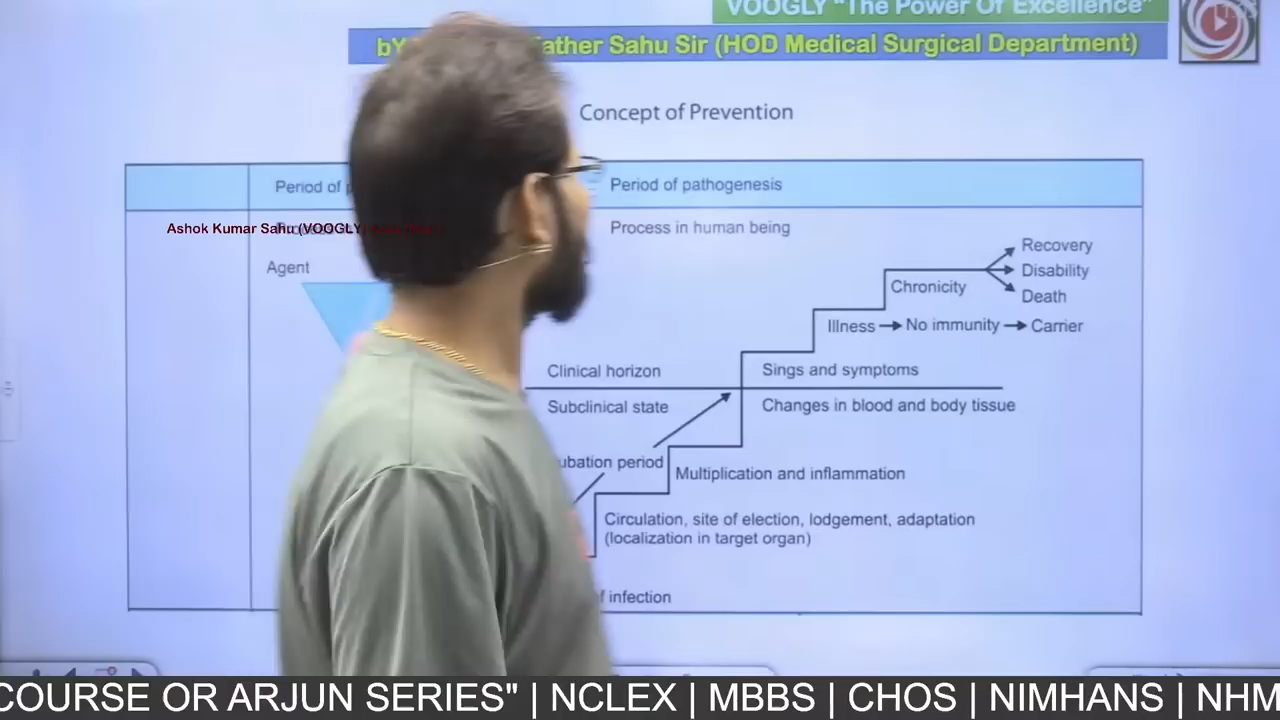 VOOGLY "The Power Of Excellence"
bY ather Sahu Sir (HOD Medical Surgical Department)
Concept of Prevention
Period of p
Period of pathogenesis
Ashok Kumar Sahu (VOOGLY)
Process in human being
Agent
Recovery
Disability
Death
Chronicity
Illness No immunity Carrier
Clinical horizon
Sings and symptoms
Subclinical state
Changes in blood and body tissue
ubation period
Multiplication and inflammation
Circulation, site of election, lodgement, adaptation
(localization in target organ)
f infection
COURSE OR ARJUN SERIES" | NCLEX | MBBS | CHOS | NIMHANS | NHM